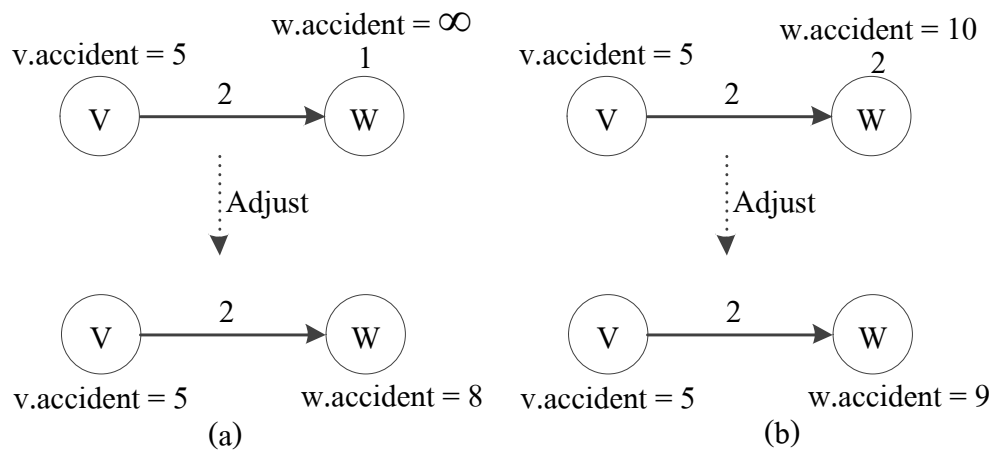 w.accident = ∞
v.accident = 5
1
2
V
W
Adjust
2
V
W
v.accident = 5
w.accident = 8
(a)
w.accident = 10
v.accident = 5
2
2
V
W
Adjust
2
V
W
v.accident = 5
w.accident = 9
(b)